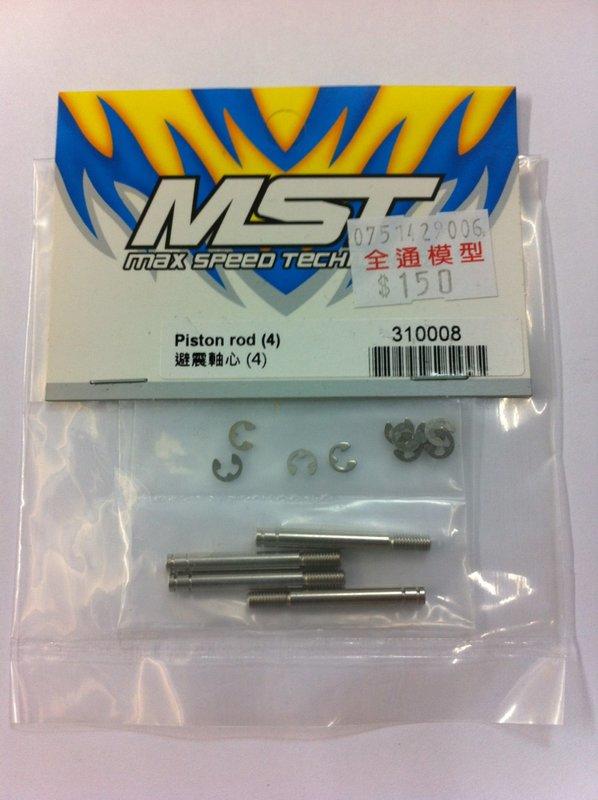 MST
MAX SPEED TECH
0751429006
全通模型
$150
Piston rod (4)
310008
避震軸心 (4)